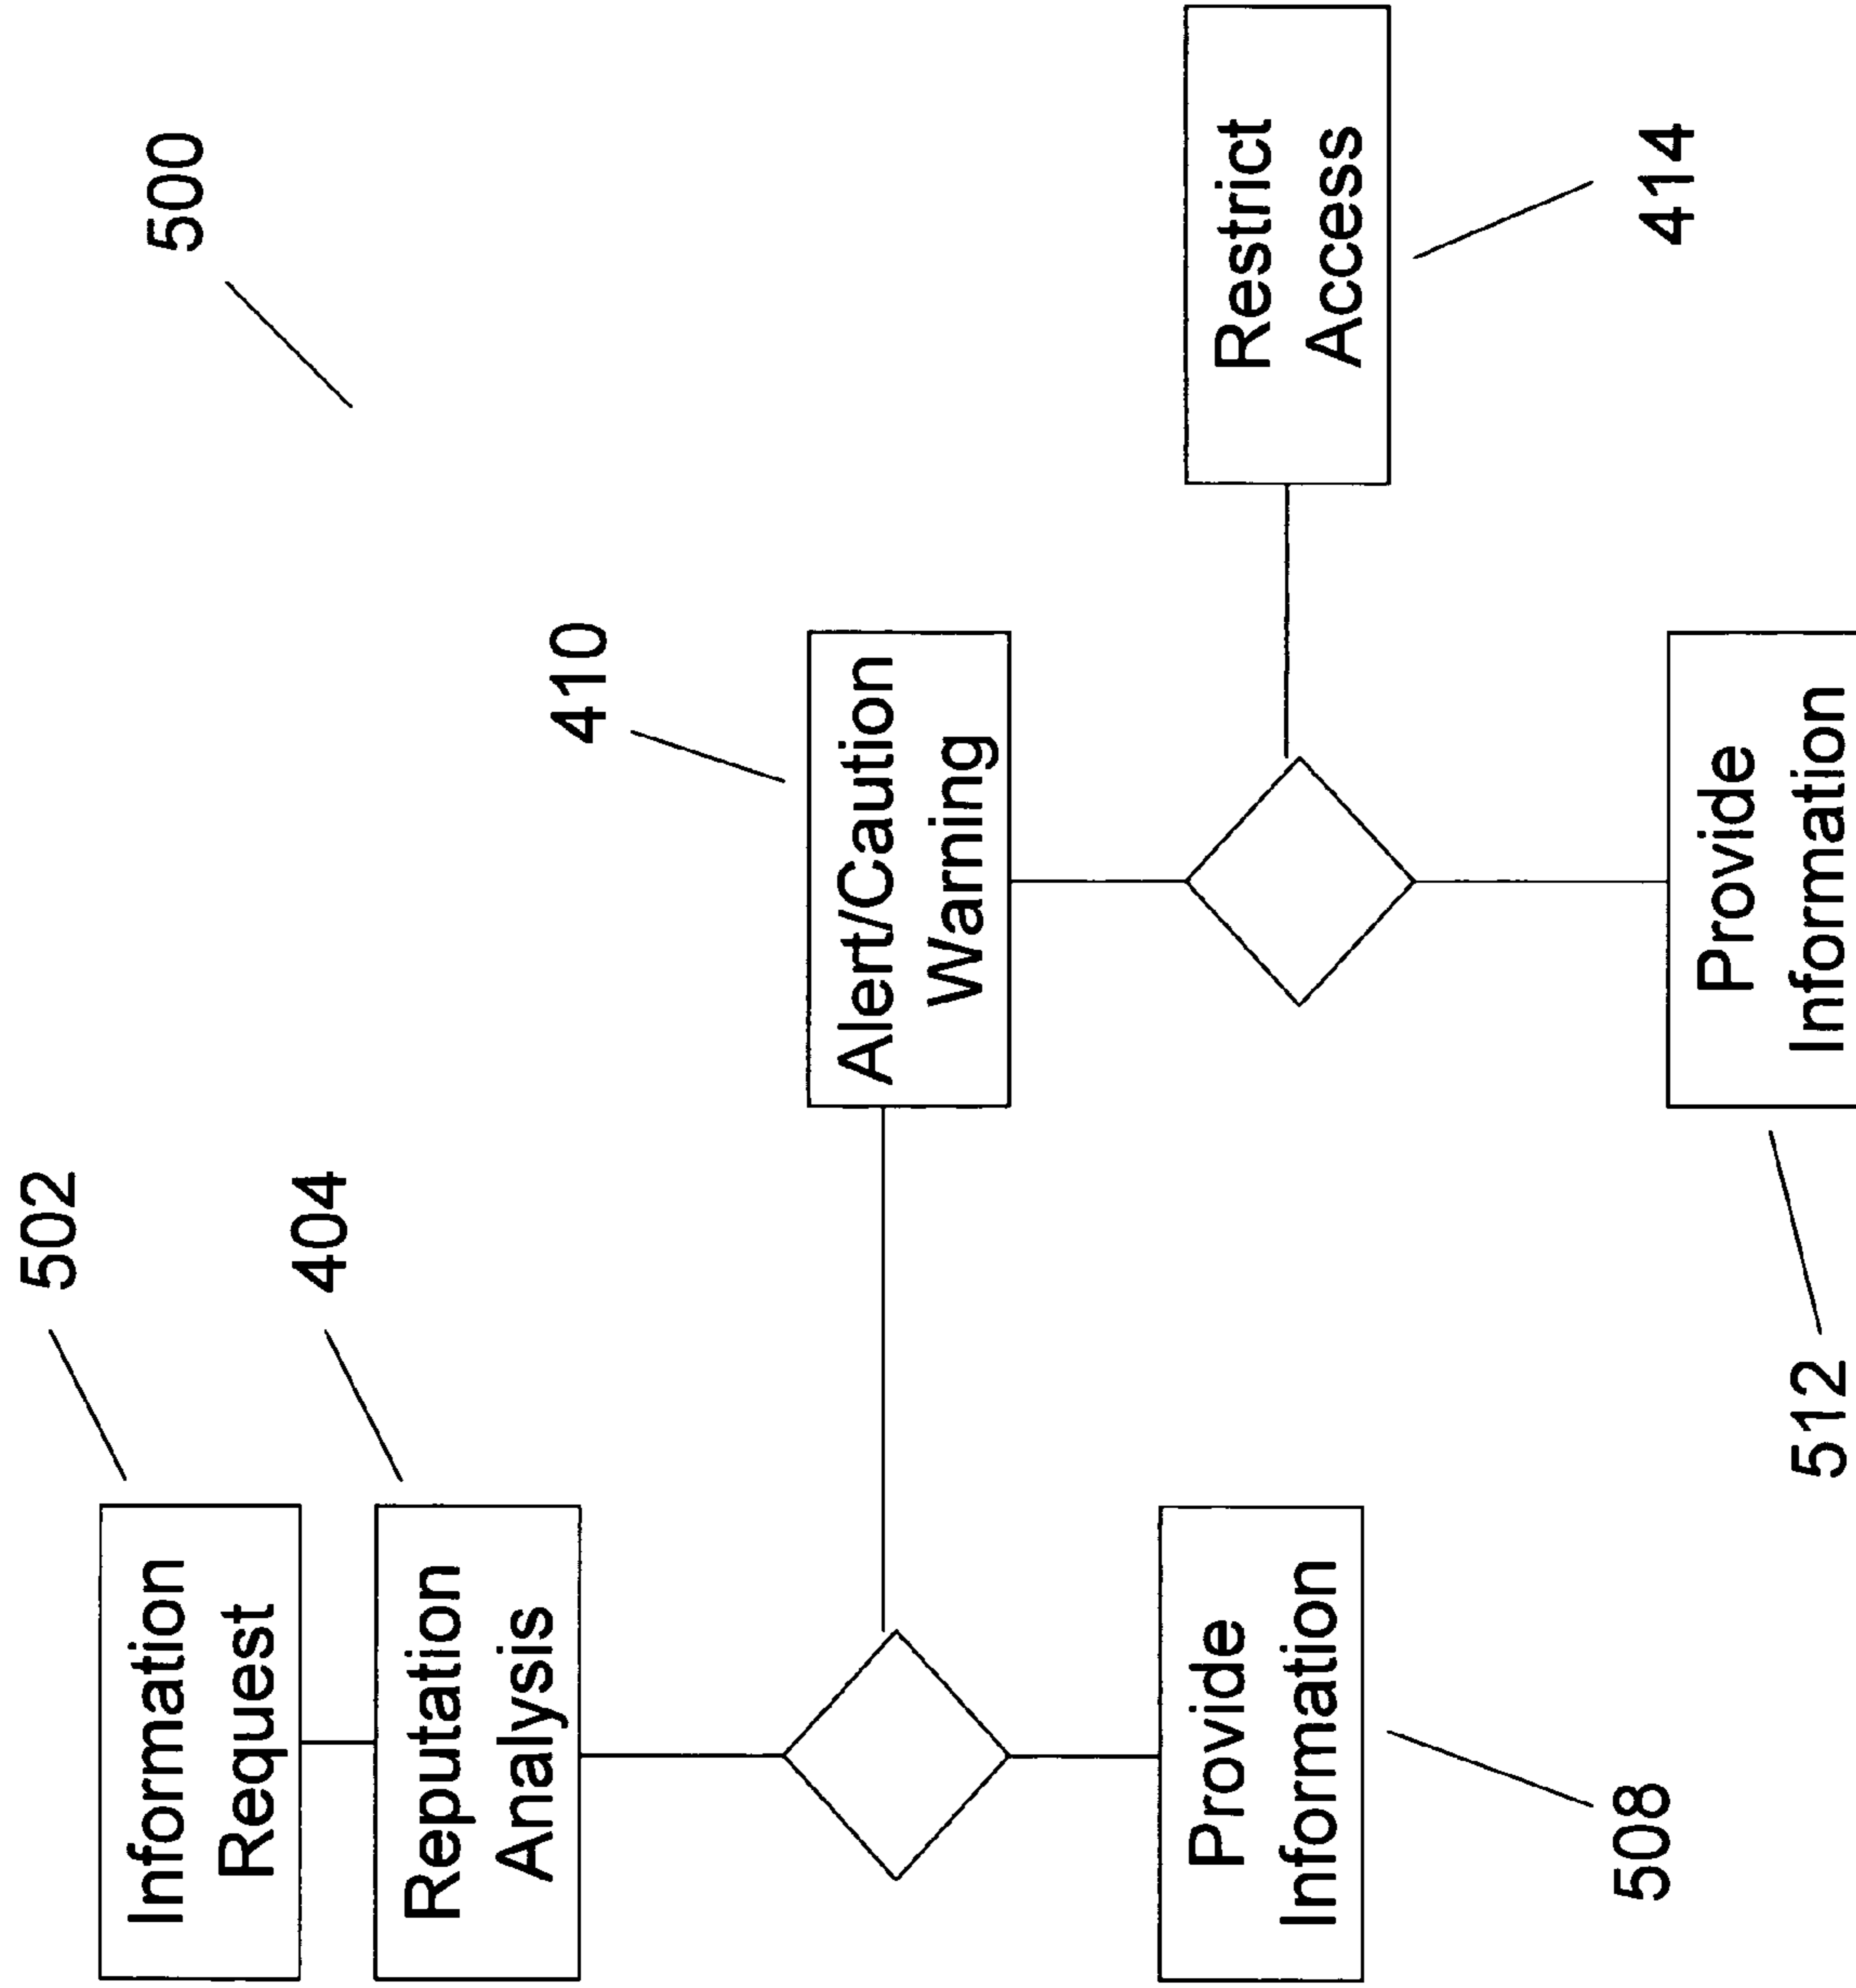 500
502
Information
Request
404
Reputation
Analysis
410
Alert/Caution
Warning
Restrict
Access
414
Provide
Information
508
Provide
Information
512